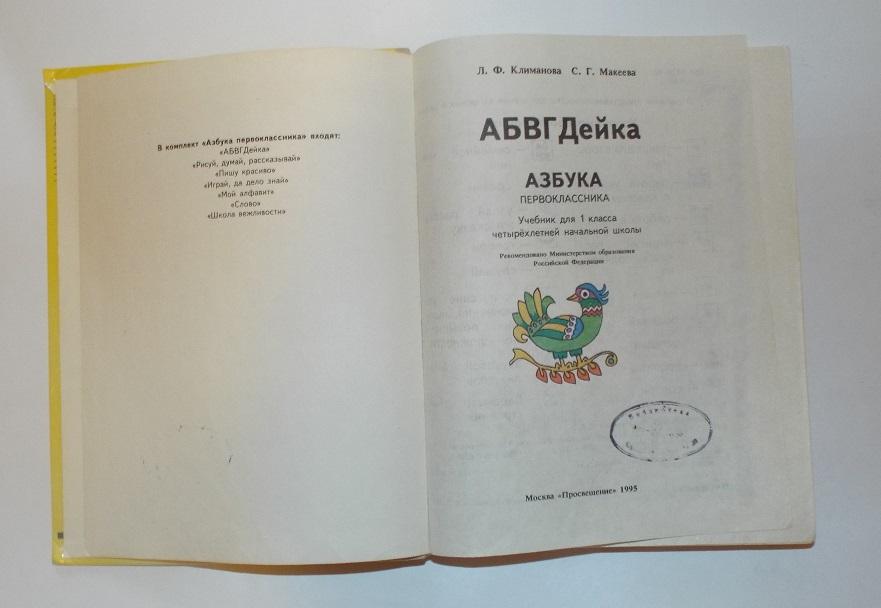 В комплект «Азбука первоклассника» входят:
«АБВГДейка»
«Рисуй, думай, рассказывай»
«Пишу красиво»
«Играй, да дело знай»
«Мой алфавит»
«Слово»
«Школа вежливости»
Л. Ф. Климанова С. Г. Макеева
АБВГДейка
АЗБУКА
ПЕРВОКЛАССНИКА
Учебник для 1 класса
четырёхлетней начальной школы
Рекомендовано Министерством образования
Российской Федерации
Библиотека
Москва «Просвещение» 1995